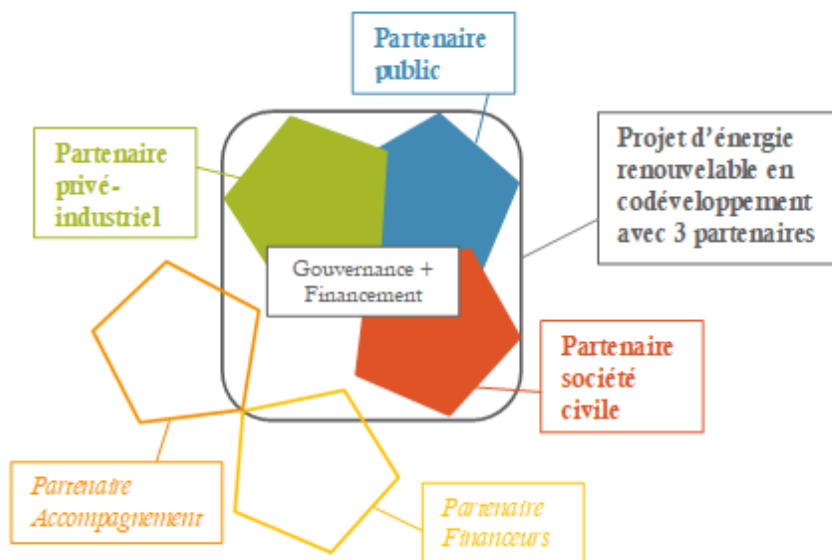 Partenaire
public
Partenaire
privé-
industriel
Projet d'énergie
renouvelable en
codéveloppement
avec 3 partenaires
Gouvernance +
Financement
Partenaire
société
civile
Partenaire
Accompagnement
Partenaire
Financeurs